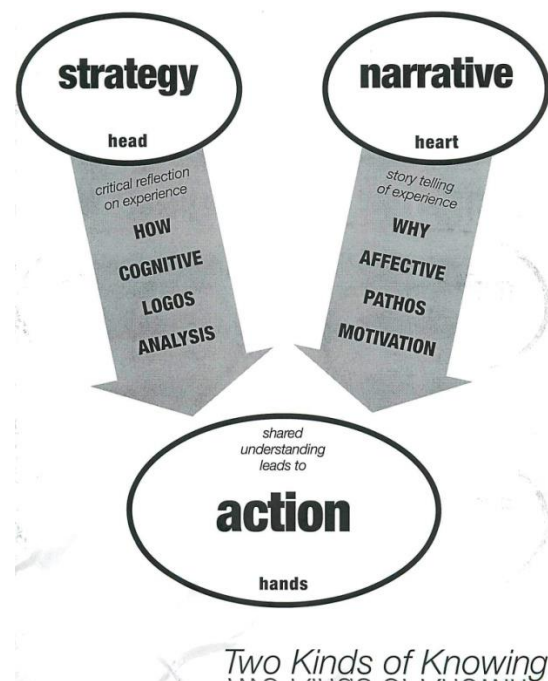 strategy
head
critical reflection
on experience
HOW
COGNITIVE
LOGOS
ANALYSIS
narrative
heart
story telling
of experience
WHY
AFFECTIVE
PATHOS
MOTIVATION
shared
understanding
leads to
action
hands
Two Kinds of Knowing